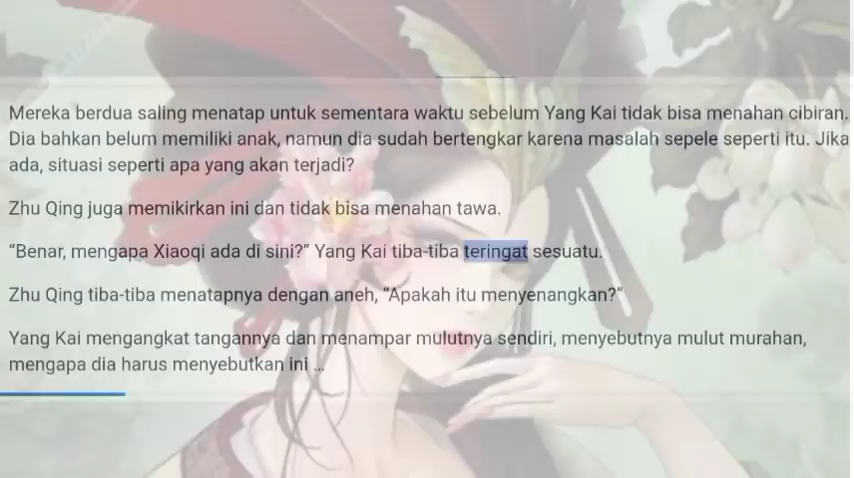 Mereka berdua saling menatap untuk sementara waktu sebelum Yang Kai tidak bisa menahan cibiran.
Dia bahkan belum memiliki anak, namun dia sudah bertengkar karena masalah sepele seperti itu. Jika
ada, situasi seperti apa yang akan terjadi?
Zhu Qing juga memikirkan ini dan tidak bisa menahan tawa.
“Benar, mengapa Xiaoqi ada di sini?” Yang Kai tiba-tiba teringat sesuatu.
Zhu Qing tiba-tiba menatapnya dengan aneh, “Apakah itu menyenangkan?”
Yang Kai mengangkat tangannya dan menampar mulutnya sendiri, menyebutnya mulut murahan,
mengapa dia harus menyebutkan ini ...